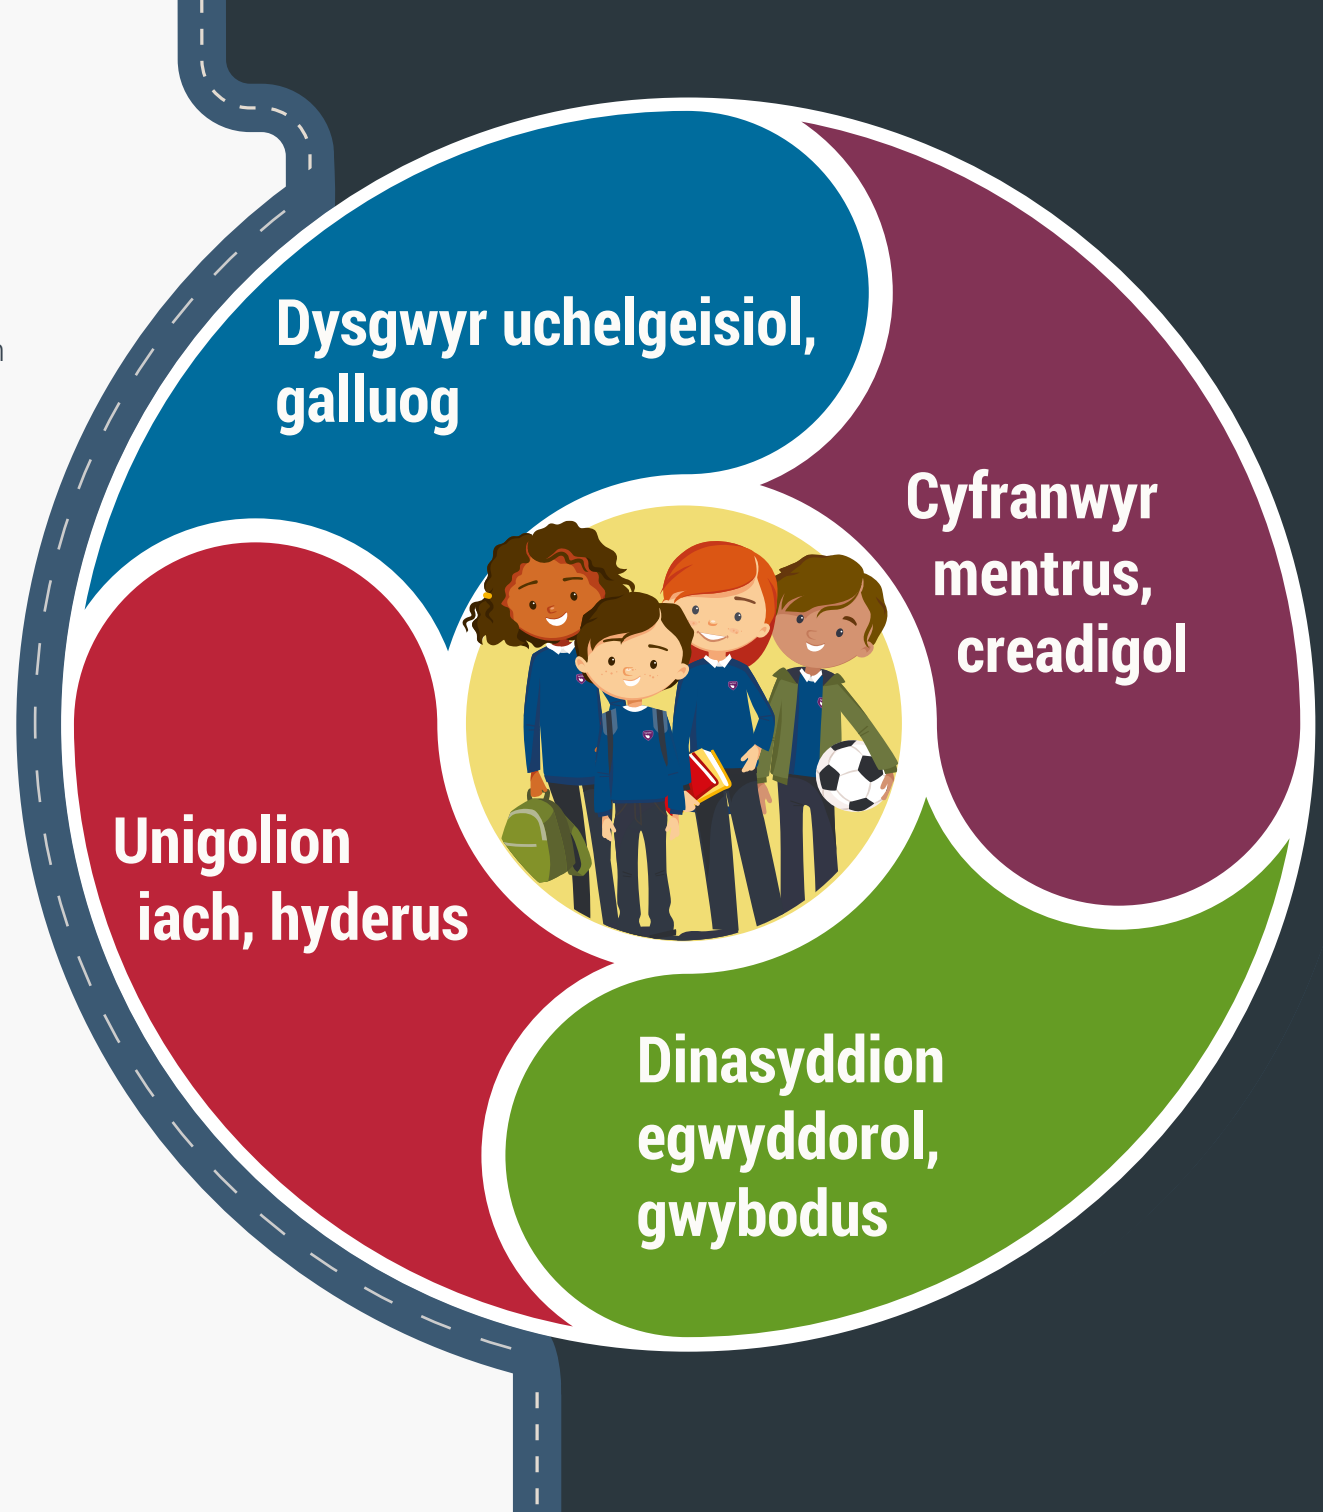 Dysgwyr uchelgeisiol,
galluog
Cyfranwyr
mentrus,
creadigol
Unigolion
iach, hyderus
Dinasyddion
egwyddorol,
gwybodus